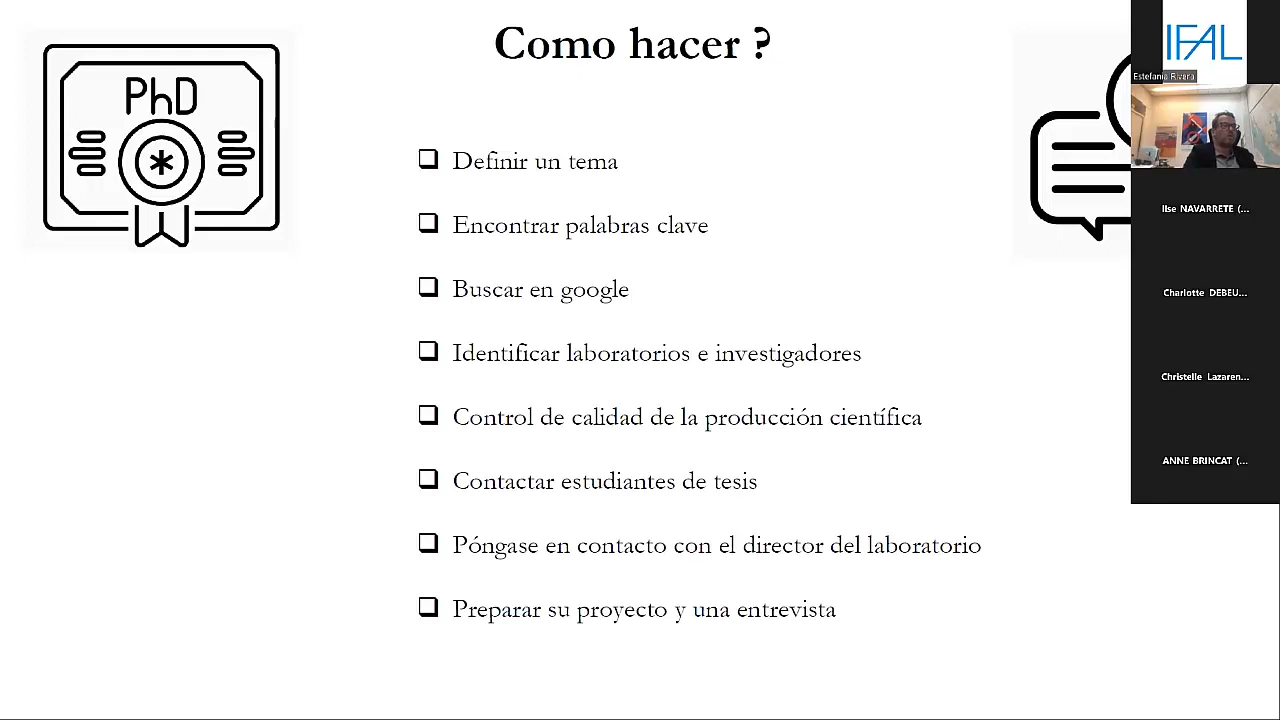 Como hacer ?
PhD
Definir un tema
Encontrar palabras clave
Buscar en google
Identificar laboratorios e investigadores
Control de calidad de la producción científica
Contactar estudiantes de tesis
Póngase en contacto con el director del laboratorio
Preparar su proyecto y una entrevista
IFAL
Estefania Rivera
Ilse NAVARRETE (...
Charlotte DEBEU...
Christelle Lazaren...
ANNE BRINCAT (...